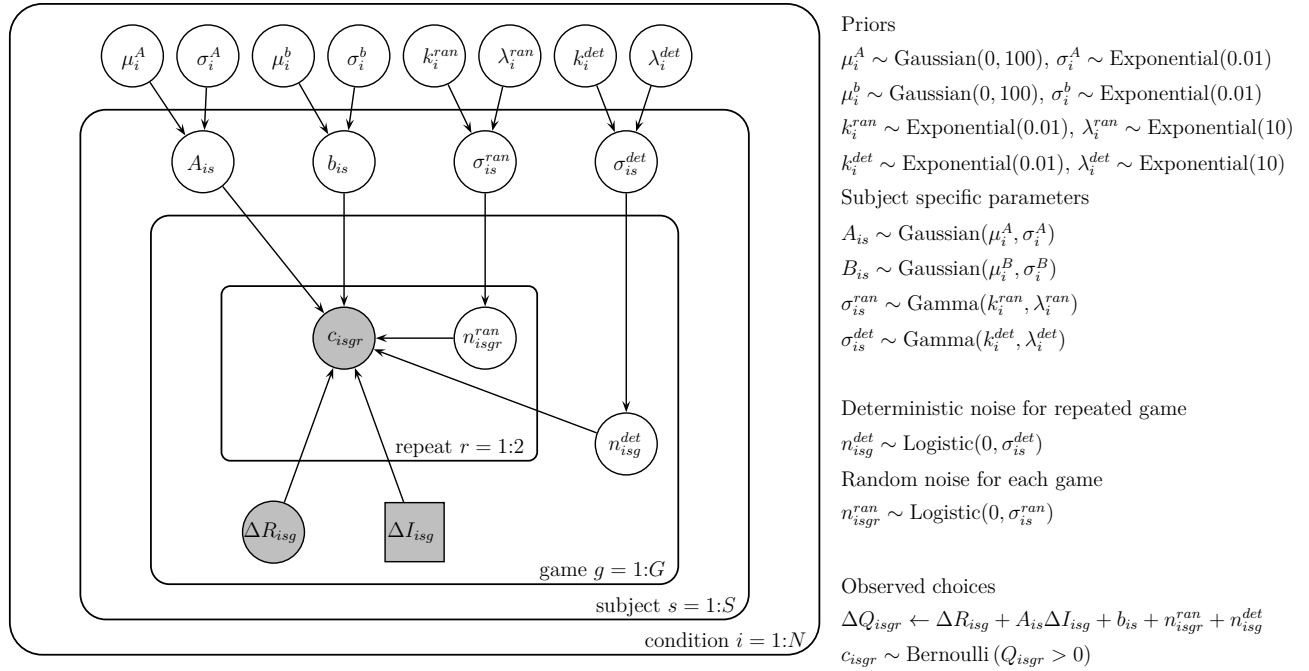 μ_i^A σ_i^A μ_i^b σ_i^b k_i^{ran} λ_i^{ran} k_i^{det} λ_i^{det}
A_{is} b_{is} σ_{is}^{ran} σ_{is}^{det}
c_{isgr} n_{isgr}^{ran}
n_{isg}^{det}
repeat r = 1:2
ΔR_{isg} ΔI_{isg}
game g = 1:G
subject s = 1:S
condition i = 1:N
Priors
μ_i^A ∼ Gaussian(0, 100), σ_i^A ∼ Exponential(0.01)
μ_i^b ∼ Gaussian(0, 100), σ_i^b ∼ Exponential(0.01)
k_i^{ran} ∼ Exponential(0.01), λ_i^{ran} ∼ Exponential(10)
k_i^{det} ∼ Exponential(0.01), λ_i^{det} ∼ Exponential(10)
Subject specific parameters
A_{is} ∼ Gaussian(μ_i^A, σ_i^A)
B_{is} ∼ Gaussian(μ_i^B, σ_i^B)
σ_{is}^{ran} ∼ Gamma(k_i^{ran}, λ_i^{ran})
σ_{is}^{det} ∼ Gamma(k_i^{det}, λ_i^{det})
Deterministic noise for repeated game
n_{isg}^{det} ∼ Logistic(0, σ_{is}^{det})
Random noise for each game
n_{isgr}^{ran} ∼ Logistic(0, σ_{is}^{ran})
Observed choices
ΔQ_{isgr} ← ΔR_{isg} + A_{is}ΔI_{isg} + b_{is} + n_{isgr}^{ran} + n_{isg}^{det}
c_{isgr} ∼ Bernoulli (Q_{isgr} > 0)